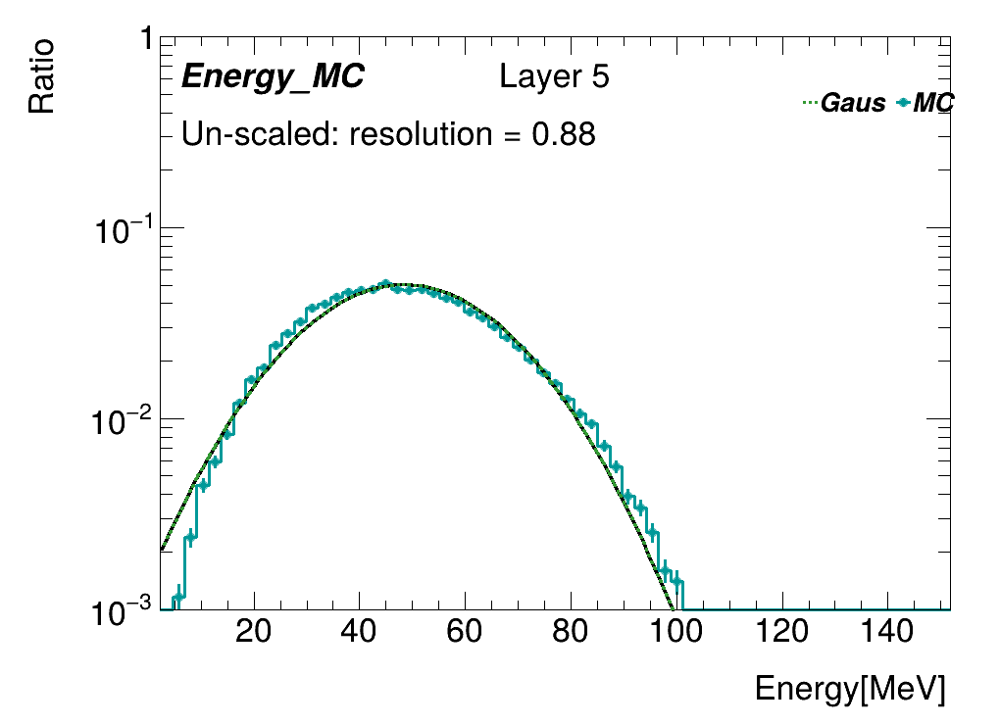 Ratio
1
Energy_MC
Layer 5
Gaus
MC
Un-scaled: resolution = 0.88
10⁻¹
10⁻²
10⁻³
20 40 60 80 100 120 140
Energy[MeV]